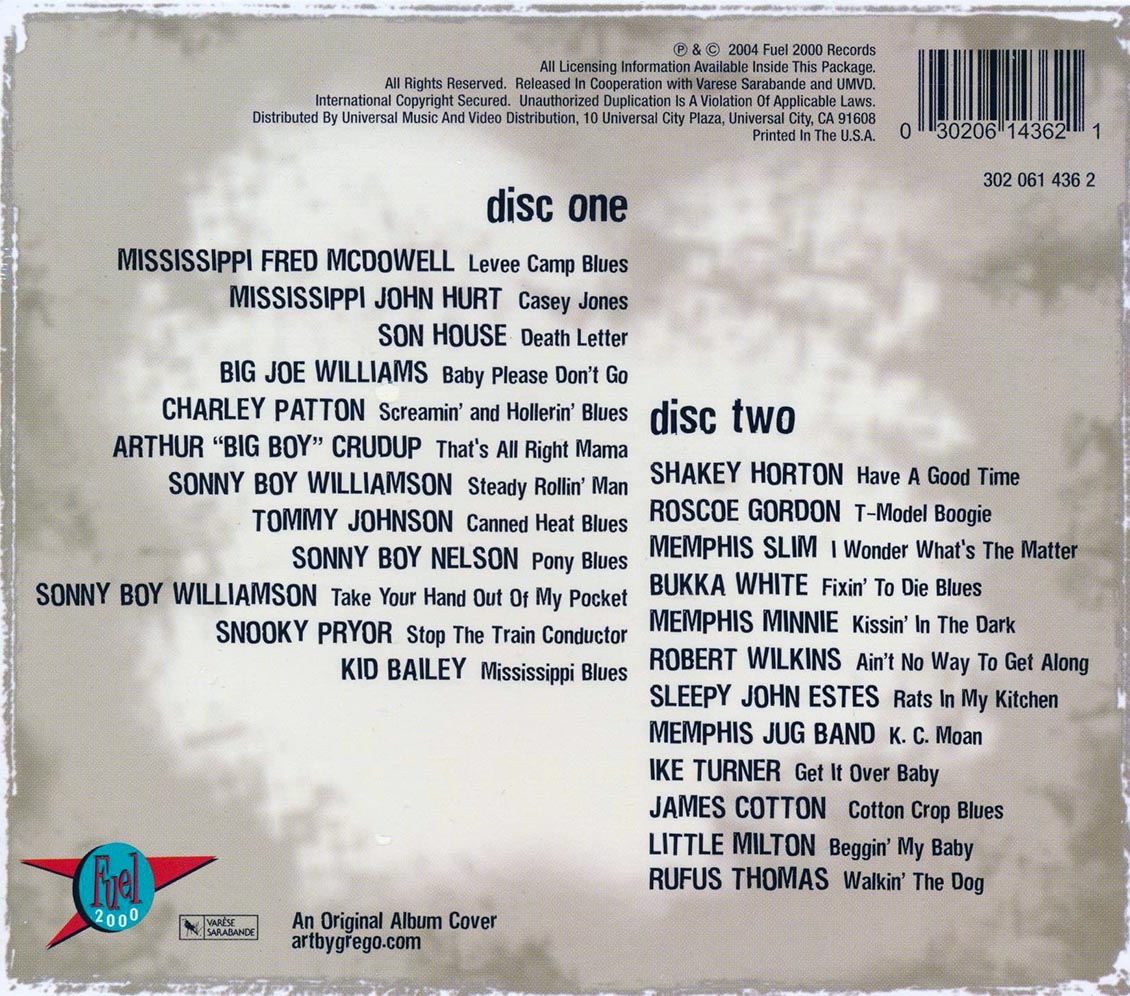 ℗ & © 2004 Fuel 2000 Records
All Licensing Information Available Inside This Package.
All Rights Reserved. Released In Cooperation with Varese Sarabande and UMVD.
International Copyright Secured. Unauthorized Duplication Is A Violation Of Applicable Laws.
Distributed By Universal Music And Video Distribution, 10 Universal City Plaza, Universal City, CA 91608
Printed In The U.S.A.
0 30206 14362 1
302 061 436 2
disc one
MISSISSIPPI FRED MCDOWELL Levee Camp Blues
MISSISSIPPI JOHN HURT Casey Jones
SON HOUSE Death Letter
BIG JOE WILLIAMS Baby Please Don't Go
CHARLEY PATTON Screamin' and Hollerin' Blues
ARTHUR “BIG BOY” CRUDUP That's All Right Mama
SONNY BOY WILLIAMSON Steady Rollin' Man
TOMMY JOHNSON Canned Heat Blues
SONNY BOY NELSON Pony Blues
SONNY BOY WILLIAMSON Take Your Hand Out Of My Pocket
SNOOKY PRYOR Stop The Train Conductor
KID BAILEY Mississippi Blues
disc two
SHAKEY HORTON Have A Good Time
ROSCOE GORDON T-Model Boogie
MEMPHIS SLIM I Wonder What's The Matter
BUKKA WHITE Fixin' To Die Blues
MEMPHIS MINNIE Kissin' In The Dark
ROBERT WILKINS Ain't No Way To Get Along
SLEEPY JOHN ESTES Rats In My Kitchen
MEMPHIS JUG BAND K. C. Moan
IKE TURNER Get It Over Baby
JAMES COTTON Cotton Crop Blues
LITTLE MILTON Beggin' My Baby
RUFUS THOMAS Walkin' The Dog
Fuel
2000
VARÈSE
SARABANDE
An Original Album Cover
artbygrego.com